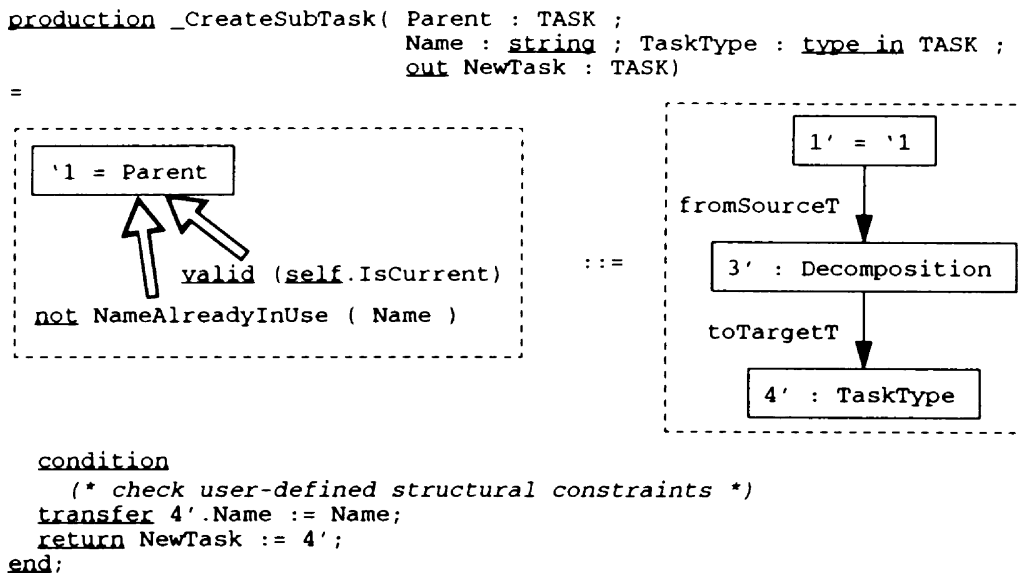 production _CreateSubTask( Parent : TASK ;
Name : string ; TaskType : type in TASK ;
out NewTask : TASK)
=
'1 = Parent
valid (self.IsCurrent)
not NameAlreadyInUse ( Name )
::=
1' = '1
fromSourceT
3' : Decomposition
toTargetT
4' : TaskType
condition
(* check user-defined structural constraints *)
transfer 4'.Name := Name;
return NewTask := 4';
end;